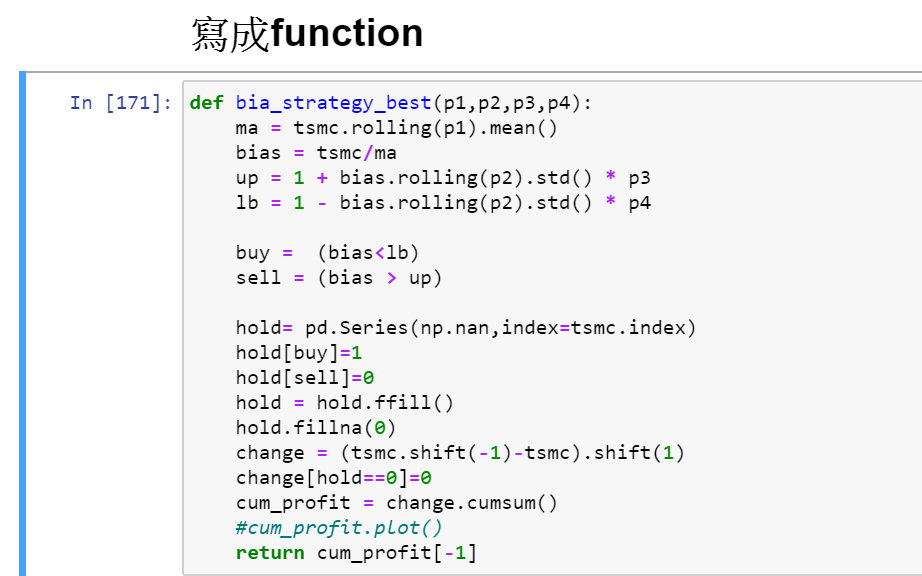 寫成function
In [171]: def bia_strategy_best(p1,p2,p3,p4):
    ma = tsmc.rolling(p1).mean()
    bias = tsmc/ma
    up = 1 + bias.rolling(p2).std() * p3
    lb = 1 - bias.rolling(p2).std() * p4

    buy =  (bias<lb)
    sell = (bias > up)

    hold= pd.Series(np.nan,index=tsmc.index)
    hold[buy]=1
    hold[sell]=0
    hold = hold.ffill()
    hold.fillna(0)
    change = (tsmc.shift(-1)-tsmc).shift(1)
    change[hold==0]=0
    cum_profit = change.cumsum()
    #cum_profit.plot()
    return cum_profit[-1]